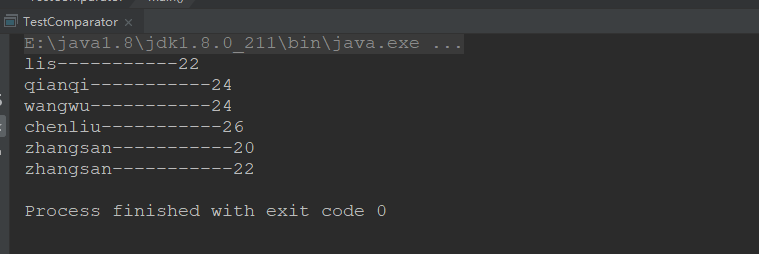 TestComparator
E:\java1.8\jdk1.8.0_211\bin\java.exe ...
lis-----------22
qianqi-----------24
wangwu-----------24
chenliu-----------26
zhangsan-----------20
zhangsan-----------22
Process finished with exit code 0